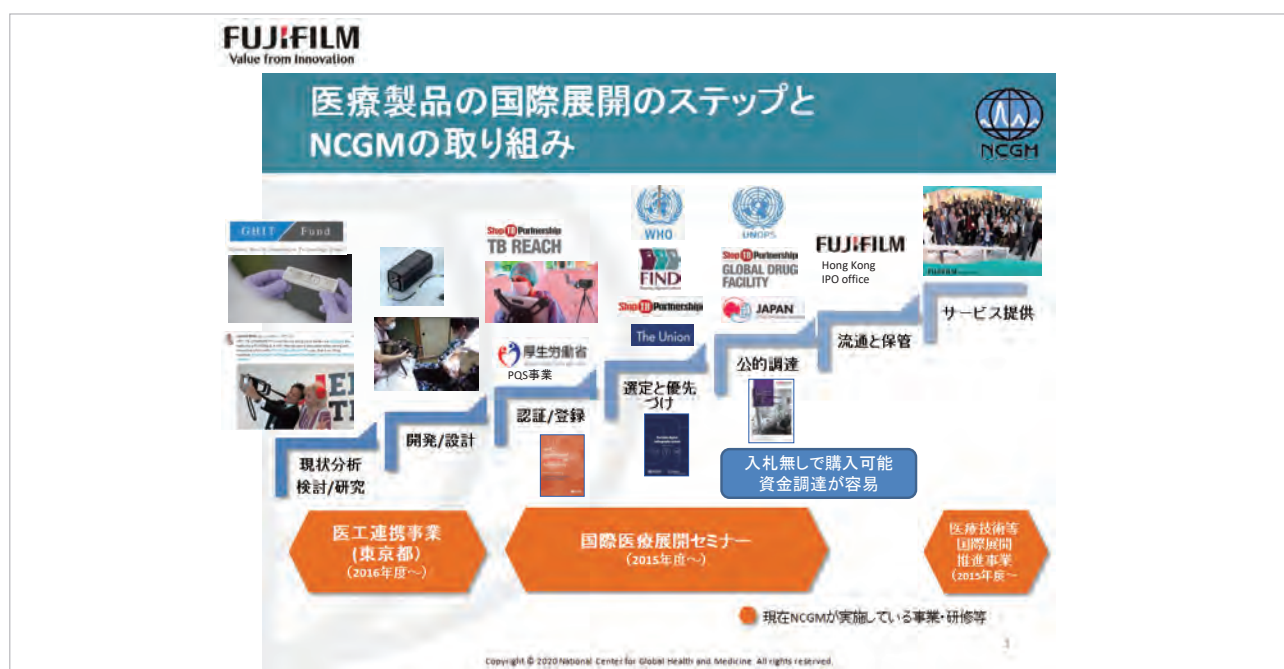 FUJIFILM
Value from Innovation
医療製品の国際展開のステップと
NCGMの取り組み
NCGM
GHIT Fund
Stop TB Partnership
TB REACH
厚生労働省
PQS事業
WHO
FIND
Stop TB Partnership
The Union
UNOPS
Stop TB Partnership
GLOBAL DRUG
FACILITY
JAPAN
FUJIFILM
Hong Kong
IPO office
現状分析
検討/研究
開発/設計
認証/登録
選定と優先
づけ
公的調達
流通と保管
サービス提供
入札無しで購入可能
資金調達が容易
医工連携事業
(東京都)
(2016年度～)
国際医療展開セミナー
(2015年度～)
医療技術等
国際展開
推進事業
(2015年度～
現在NCGMが実施している事業・研修等
Copyright © 2020 National Center for Global Health and Medicine. All rights reserved.